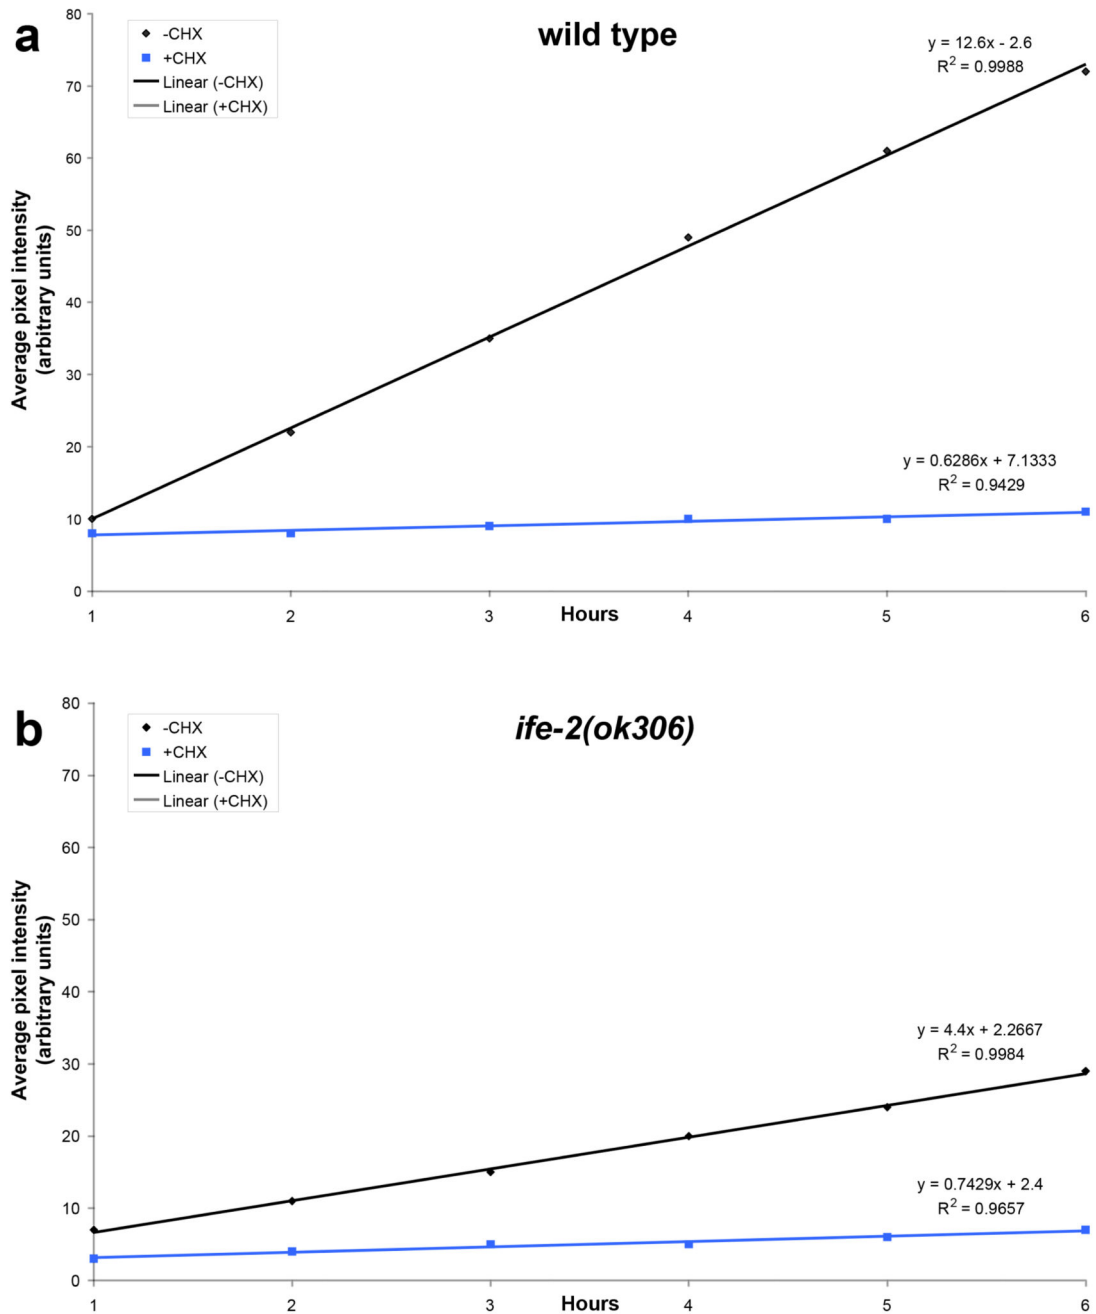 a
wild type
-CHX
+CHX
Linear (-CHX)
Linear (+CHX)
y = 12.6x - 2.6
R² = 0.9988
y = 0.6286x + 7.1333
R² = 0.9429
Average pixel intensity
(arbitrary units)
80
70
60
50
40
30
20
10
0
1 2 3 4 5 6
Hours
b
ife-2(ok306)
-CHX
+CHX
Linear (-CHX)
Linear (+CHX)
y = 4.4x + 2.2667
R² = 0.9984
y = 0.7429x + 2.4
R² = 0.9657
Average pixel intensity
(arbitrary units)
80
70
60
50
40
30
20
10
0
1 2 3 4 5 6
Hours